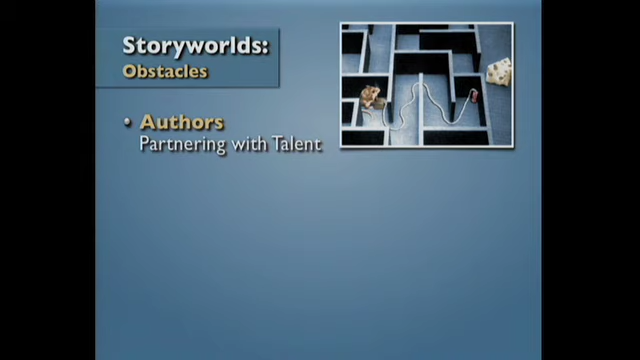 Storyworlds:
Obstacles
• Authors
Partnering with Talent